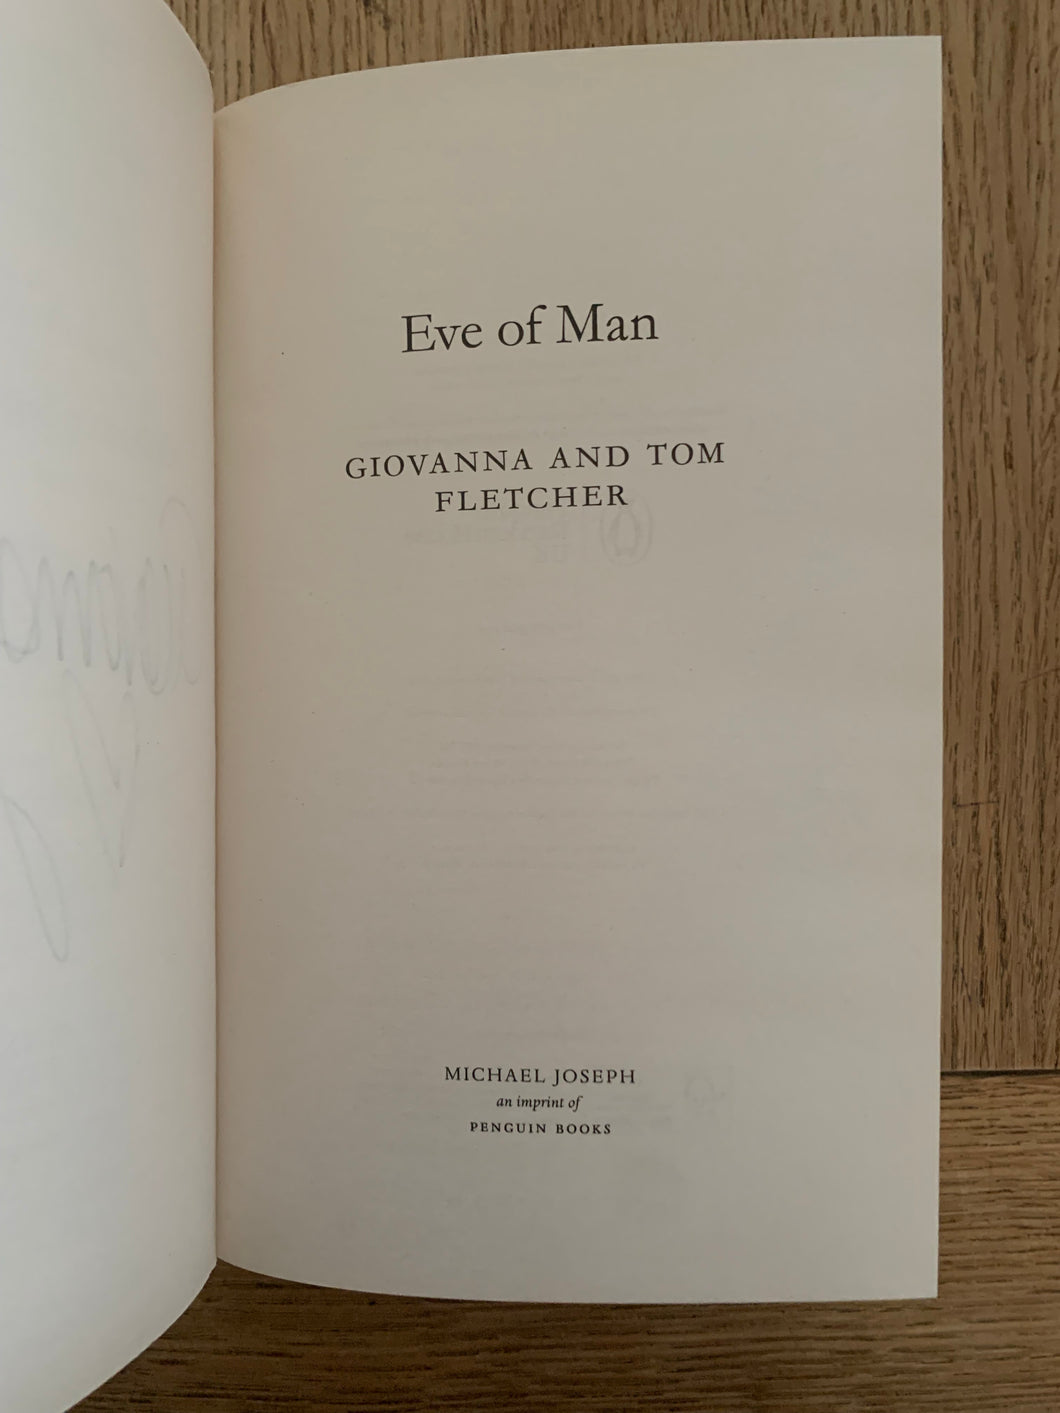 Eve of Man
GIOVANNA AND TOM
FLETCHER
MICHAEL JOSEPH
an imprint of
PENGUIN BOOKS